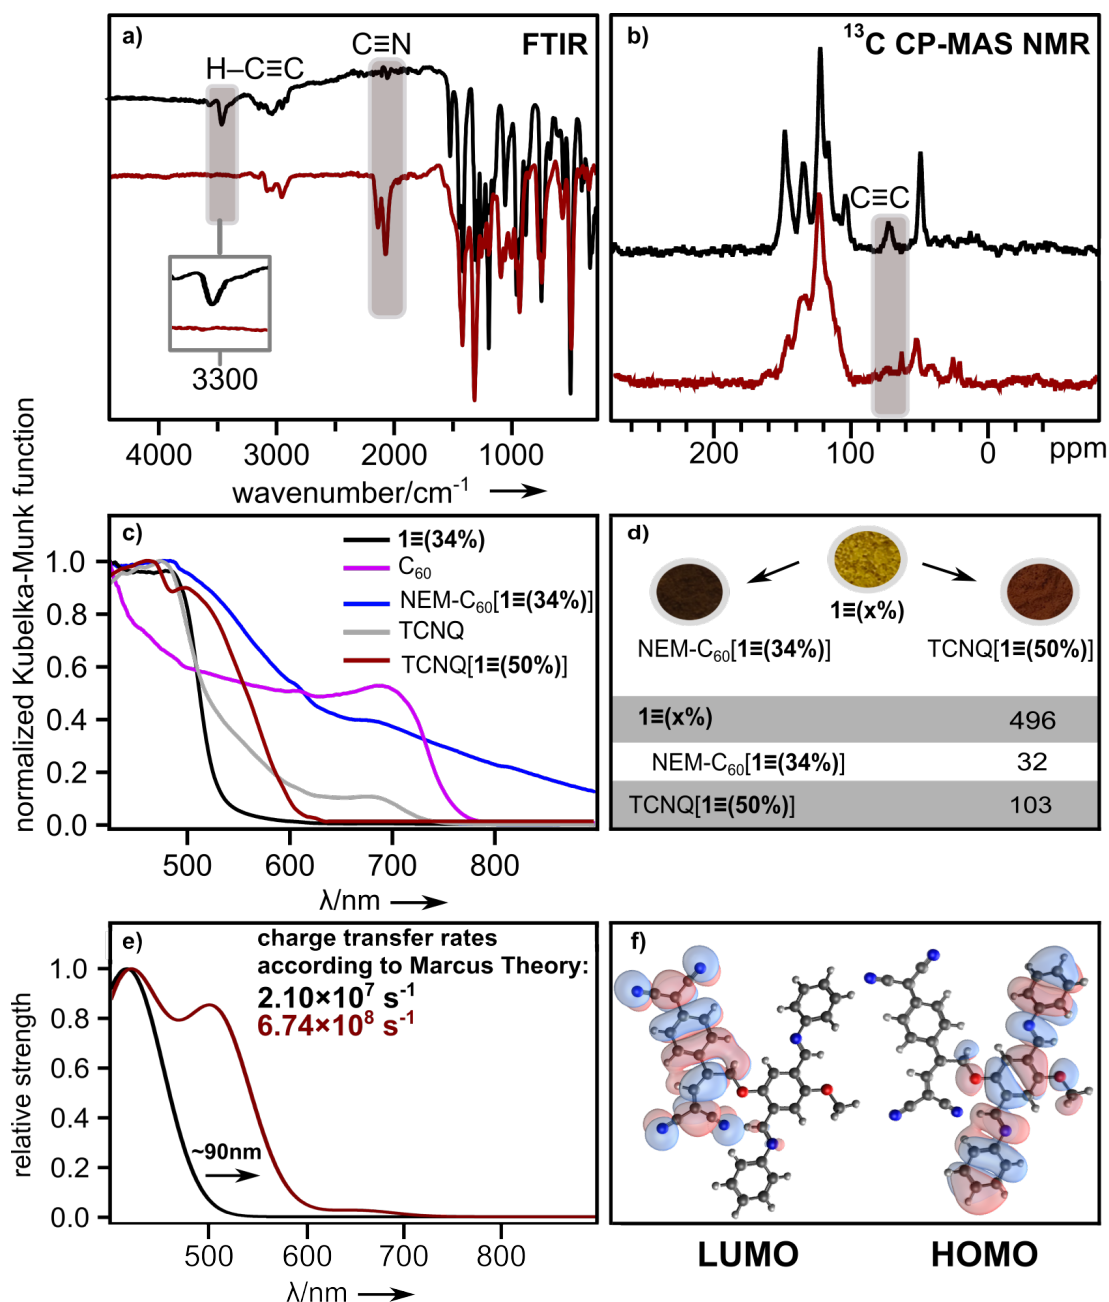 a)
FTIR
C≡N
H–C≡C
3300
4000
3000
2000
1000
wavenumber/cm-1
b)
13C CP-MAS NMR
C≡C
200
100
0
ppm
normalized Kubelka-Munk function
c)
1≡(34%)
C60
NEM-C60[1≡(34%)]
TCNQ
TCNQ[1≡(50%)]
1.0
0.8
0.6
0.4
0.2
0.0
500
600
700
800
λ/nm
d)
1≡(x%)
NEM-C60[1≡(34%)]
TCNQ[1≡(50%)]
1≡(x%) 496
NEM-C60[1≡(34%)] 32
TCNQ[1≡(50%)] 103
relative strength
e)
charge transfer rates
according to Marcus Theory:
2.10×10^7 s-1
6.74×10^8 s-1
~90nm
1.0
0.8
0.6
0.4
0.2
0.0
500
600
700
800
λ/nm
f)
LUMO
HOMO